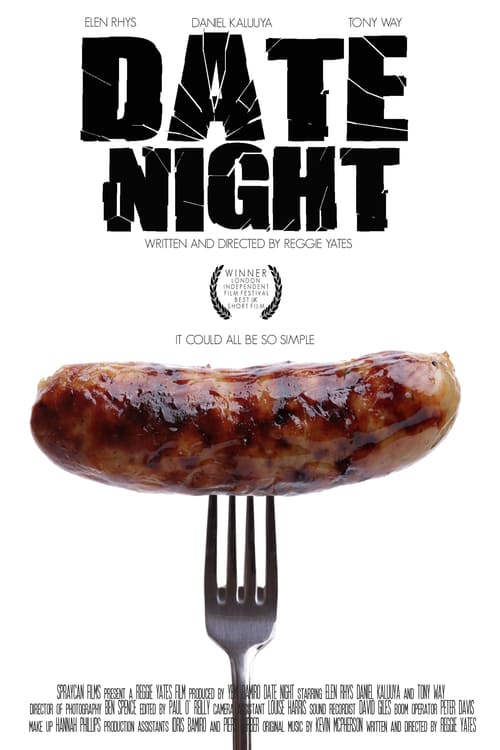 ELEN RHYS DANIEL KALUUYA TONY WAY
DATE
NIGHT
WRITTEN AND DIRECTED BY REGGIE YATES
WINNER
LONDON
INDEPENDENT
FILM FESTIVAL
BEST UK
SHORT FILM
IT COULD ALL BE SO SIMPLE
SPRAYCAN FILMS PRESENT A REGGIE YATES FILM PRODUCED BY BAMIRO DATE NIGHT STARRING ELEN RHYS DANIEL KALUUYA AND TONY WAY
DIRECTOR OF PHOTOGRAPHY BEN SPENCE EDITED BY PAUL O' REILLY CAMERA ASSISTANT LOUISE HARRIS SOUND RECORDIST DAVID GILES BOOM OPERATOR PETER DAVIS
MAKE UP HANNAH PHILLIPS PRODUCTION ASSISTANTS IDRIS BAMIRO AND ORIGINAL MUSIC BY KEVIN MCPHERSON WRITTEN AND DIRECTED BY REGGIE YATES